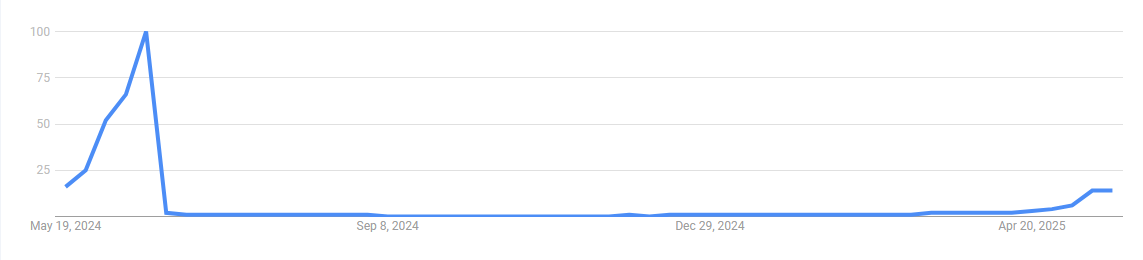 100
75
50
25
May 19, 2024
Sep 8, 2024
Dec 29, 2024
Apr 20, 2025